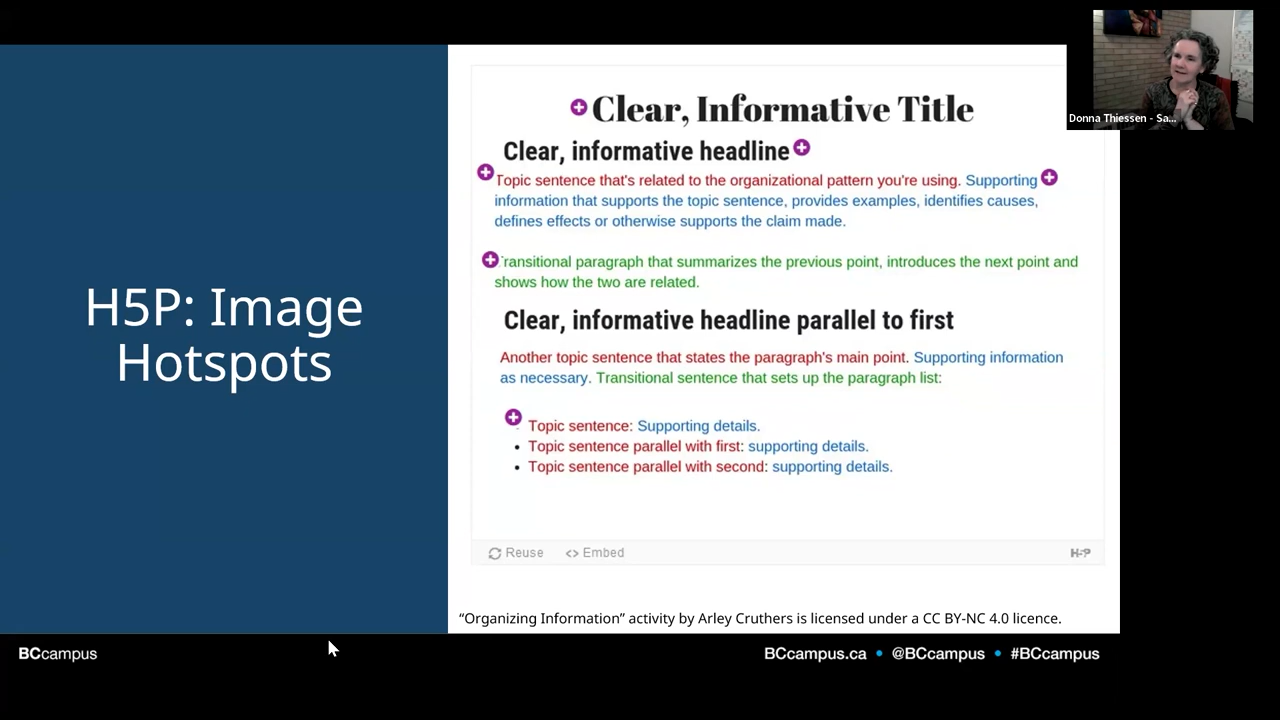 Donna Thiessen - Sa...
H5P: Image
Hotspots
Clear, Informative Title
Clear, informative headline
Topic sentence that's related to the organizational pattern you're using. Supporting
information that supports the topic sentence, provides examples, identifies causes,
defines effects or otherwise supports the claim made.
Transitional paragraph that summarizes the previous point, introduces the next point and
shows how the two are related.
Clear, informative headline parallel to first
Another topic sentence that states the paragraph's main point. Supporting information
as necessary. Transitional sentence that sets up the paragraph list:
Topic sentence: Supporting details.
• Topic sentence parallel with first: supporting details.
• Topic sentence parallel with second: supporting details.
Reuse <> Embed H5P
“Organizing Information” activity by Arley Cruthers is licensed under a CC BY-NC 4.0 licence.
BCcampus BCcampus.ca • @BCcampus • #BCcampus